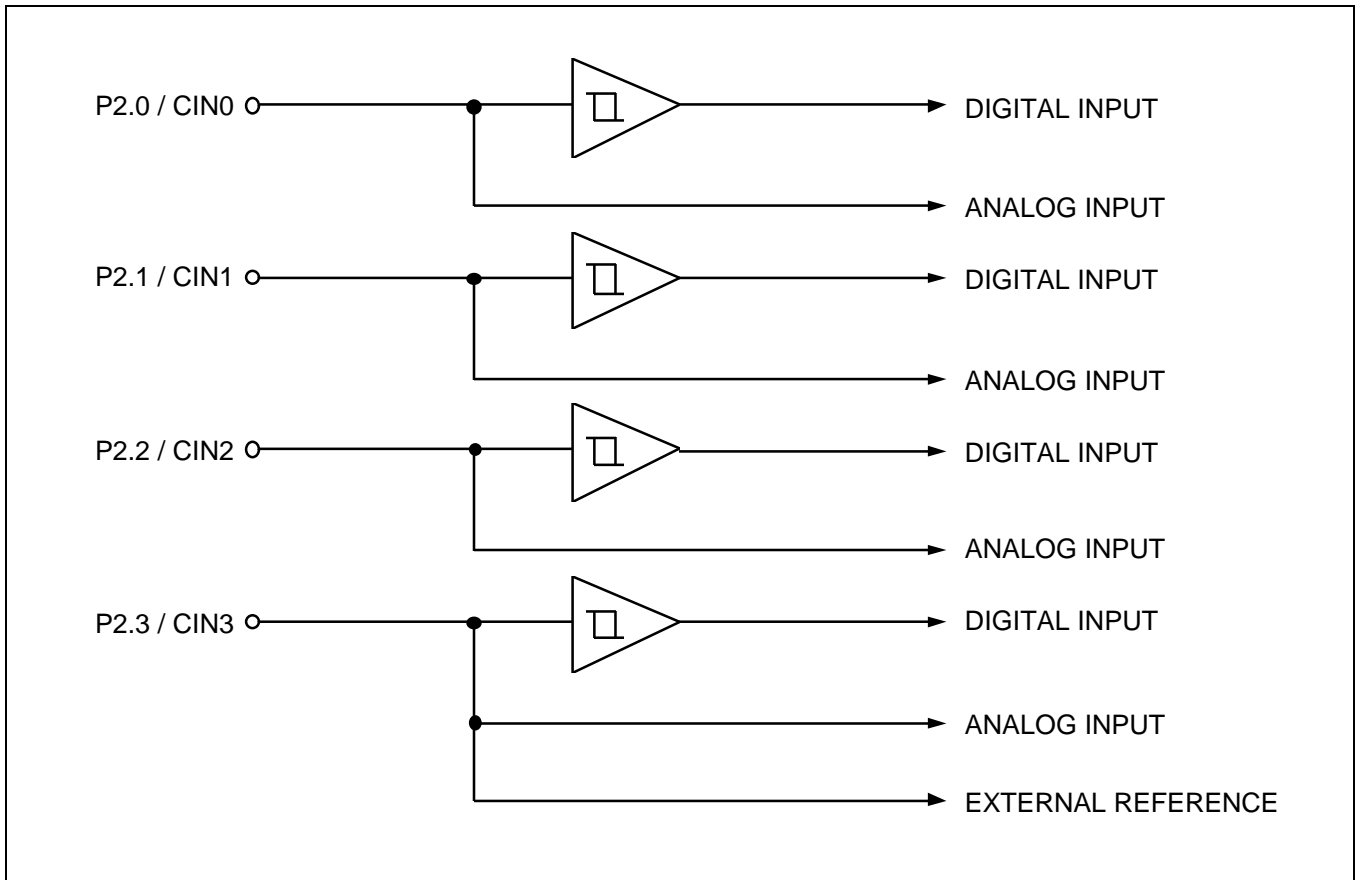 P2.0 / CIN0
DIGITAL INPUT
ANALOG INPUT
P2.1 / CIN1
DIGITAL INPUT
ANALOG INPUT
P2.2 / CIN2
DIGITAL INPUT
ANALOG INPUT
P2.3 / CIN3
DIGITAL INPUT
ANALOG INPUT
EXTERNAL REFERENCE